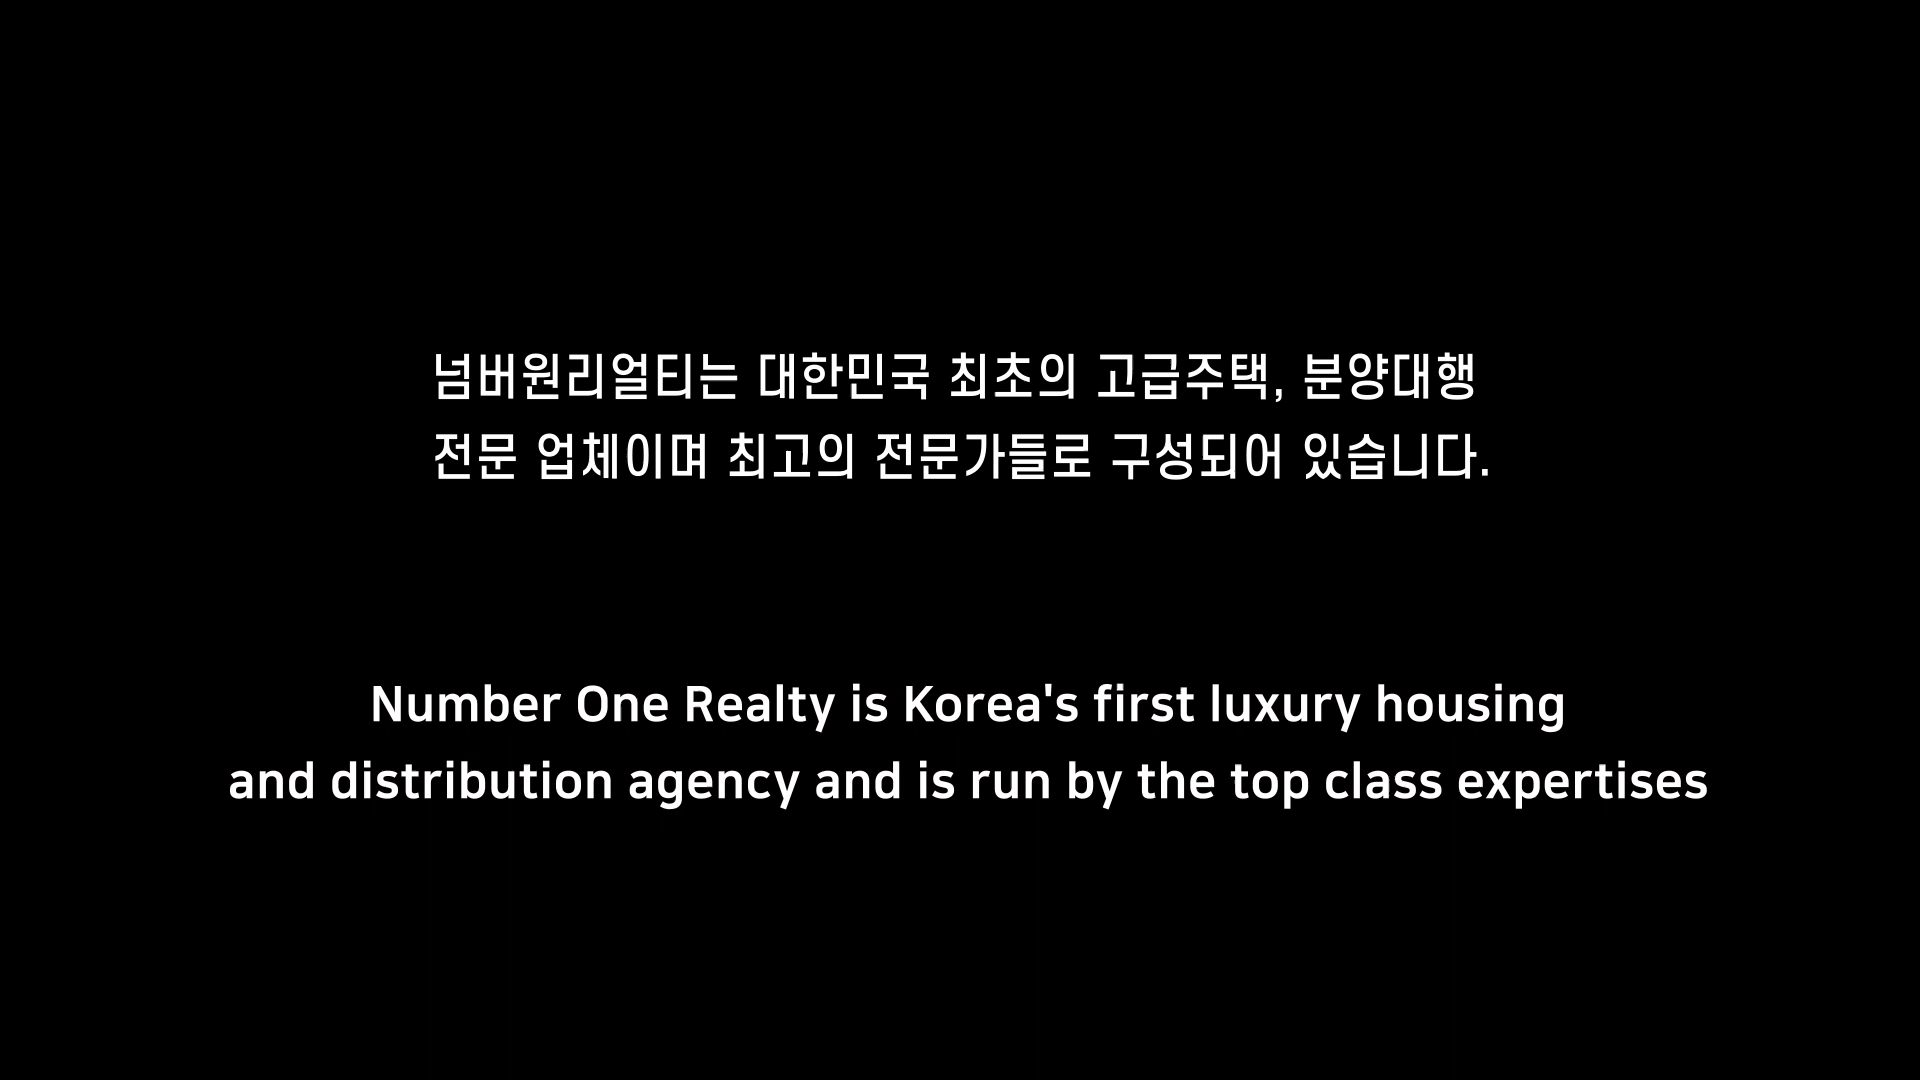 넘버원리얼티는 대한민국 최초의 고급주택, 분양대행
전문 업체이며 최고의 전문가들로 구성되어 있습니다.
Number One Realty is Korea's first luxury housing
and distribution agency and is run by the top class expertises